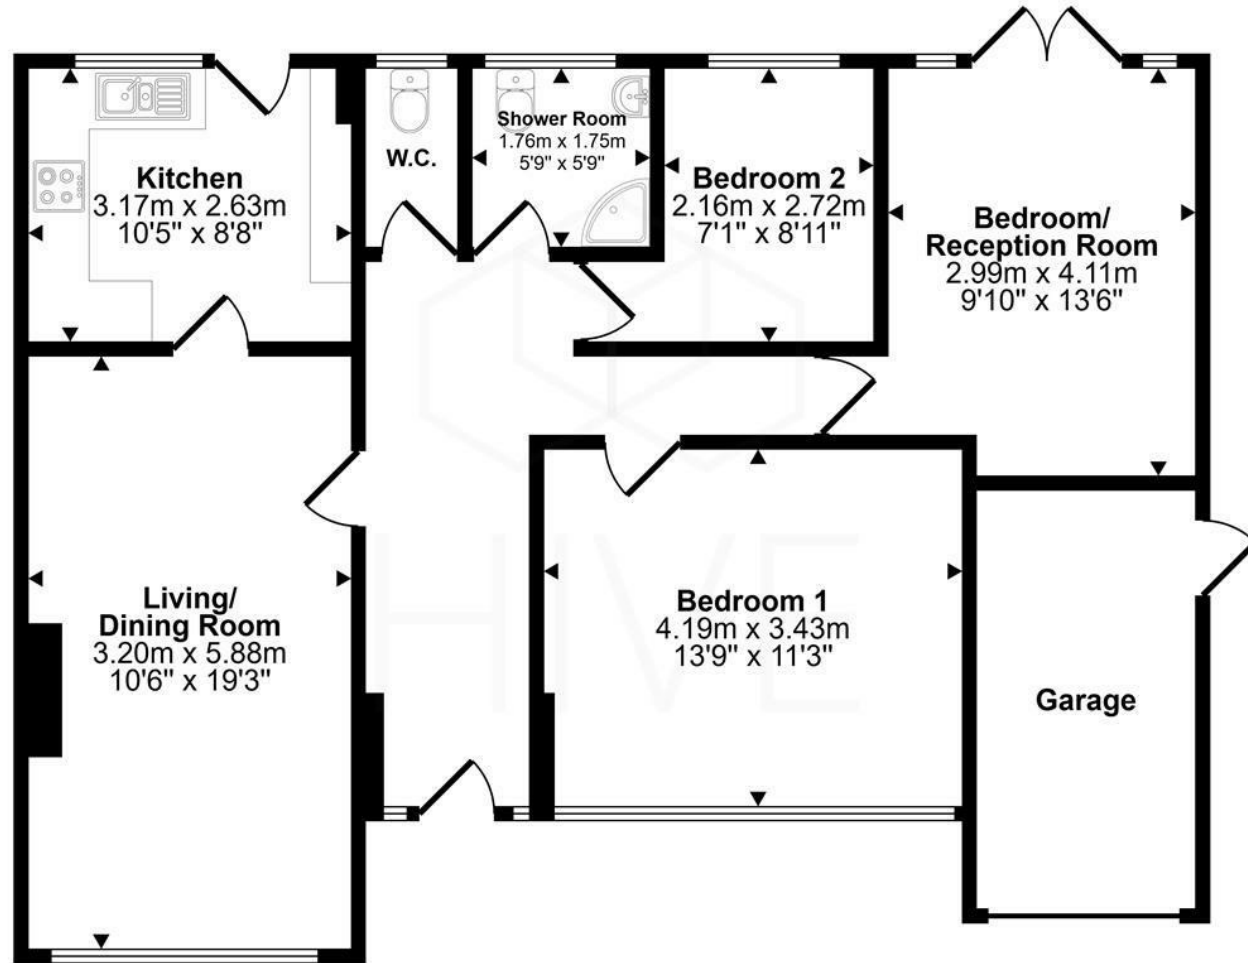 Kitchen
3.17m x 2.63m
10'5" x 8'8"
W.C.
Shower Room
1.76m x 1.75m
5'9" x 5'9"
Bedroom 2
2.16m x 2.72m
7'1" x 8'11"
Bedroom/
Reception Room
2.99m x 4.11m
9'10" x 13'6"
Living/
Dining Room
3.20m x 5.88m
10'6" x 19'3"
Bedroom 1
4.19m x 3.43m
13'9" x 11'3"
Garage
HIVE